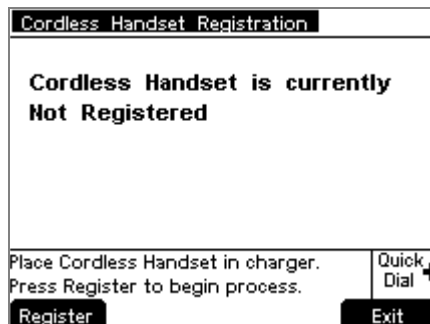 Cordless Handset Registration
Cordless Handset is currently
Not Registered
Place Cordless Handset in charger.
Press Register to begin process.
Quick
Dial
Register
Exit